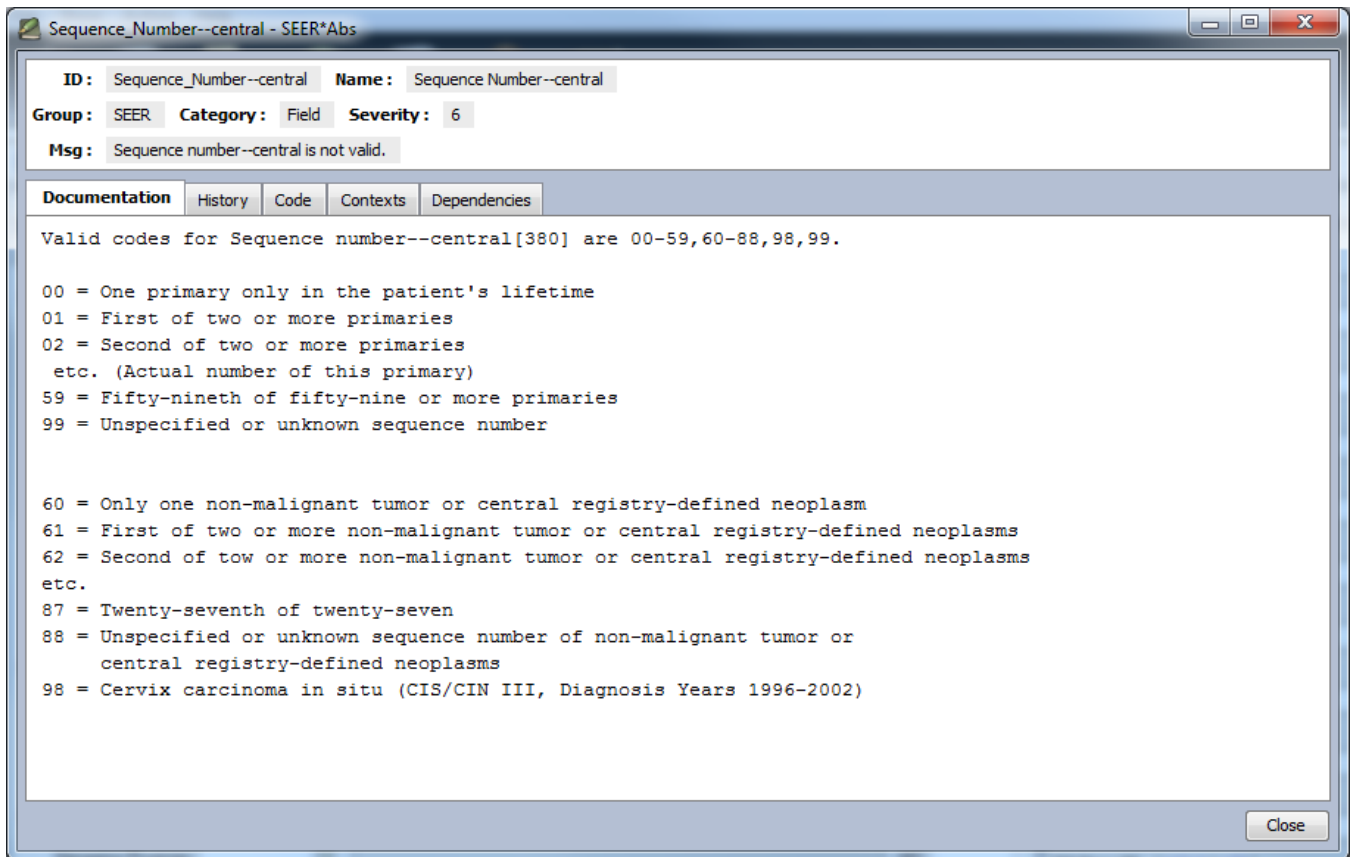 Sequence_Number--central - SEER*Abs
ID: Sequence_Number--central Name: Sequence Number--central
Group: SEER Category: Field Severity: 6
Msg: Sequence number--central is not valid.
Documentation History Code Contexts Dependencies
Valid codes for Sequence number--central[380] are 00-59,60-88,98,99.
00 = One primary only in the patient's lifetime
01 = First of two or more primaries
02 = Second of two or more primaries
etc. (Actual number of this primary)
59 = Fifty-nineth of fifty-nine or more primaries
99 = Unspecified or unknown sequence number
60 = Only one non-malignant tumor or central registry-defined neoplasm
61 = First of two or more non-malignant tumor or central registry-defined neoplasms
62 = Second of tow or more non-malignant tumor or central registry-defined neoplasms
etc.
87 = Twenty-seventh of twenty-seven
88 = Unspecified or unknown sequence number of non-malignant tumor or
central registry-defined neoplasms
98 = Cervix carcinoma in situ (CIS/CIN III, Diagnosis Years 1996-2002)
Close